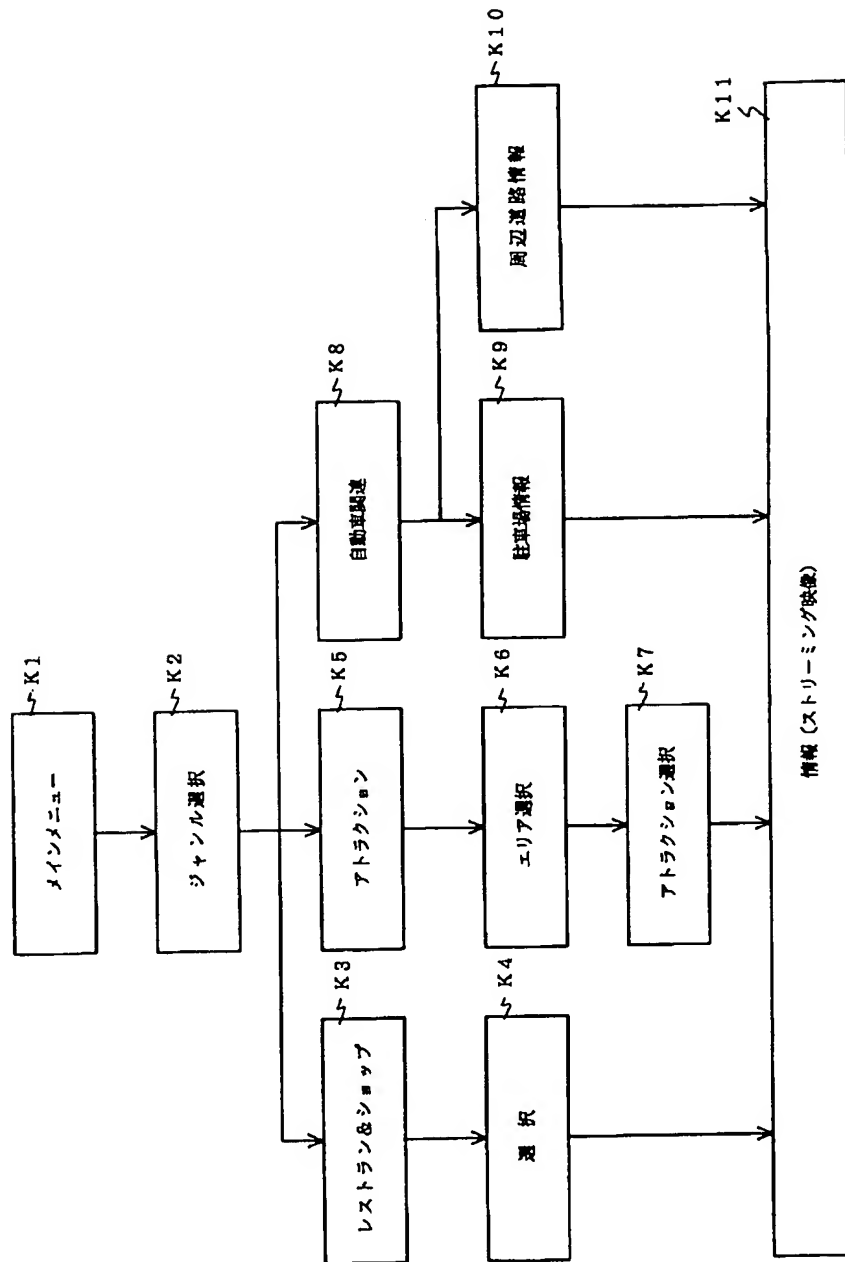 K1
メインメニュー
K2
ジャンル選択
K3
レストラン&ショップ
K4
選択
K5
アトラクション
K6
エリア選択
K7
アトラクション選択
K8
自動車関連
K9
駐車場情報
K10
周辺道路情報
K11
情報(ストリーミング映像)